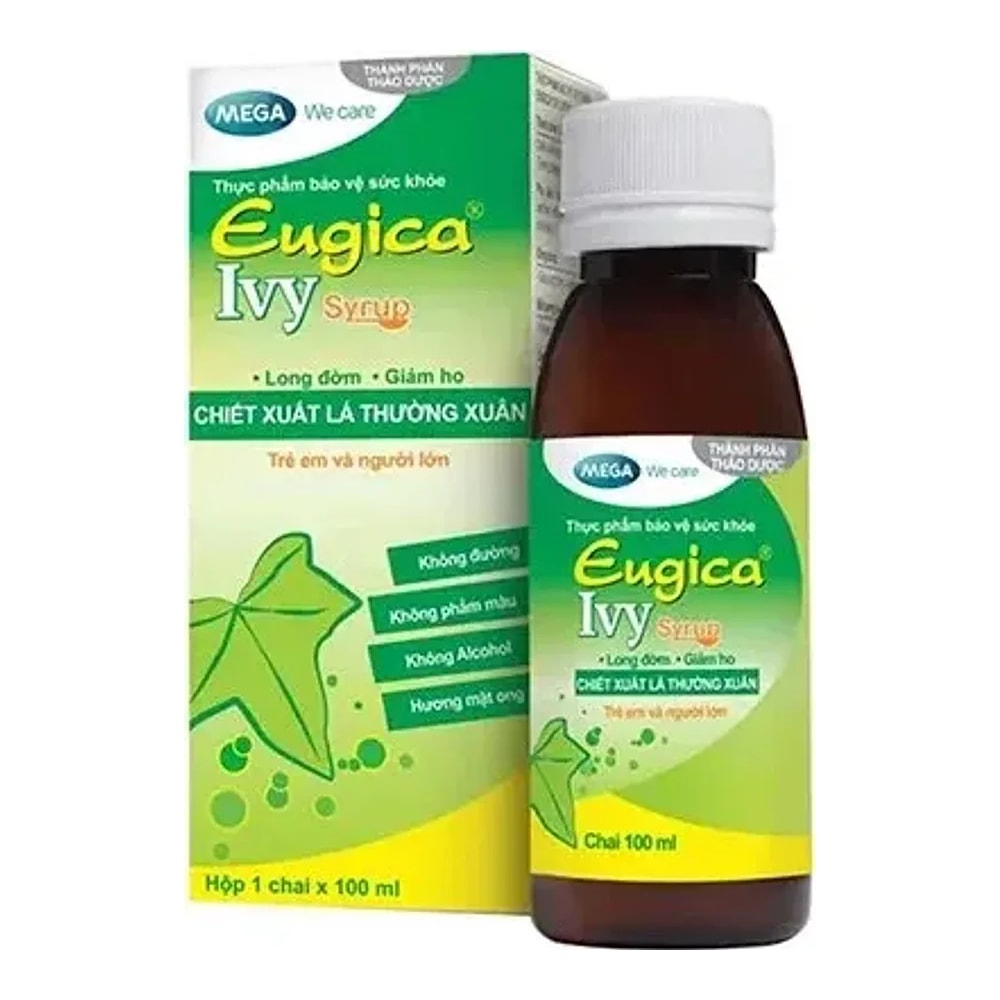 THÀNH PHẦN
THẢO DƯỢC
MEGA We care
Thực phẩm bảo vệ sức khỏe
Eugica®
Ivy Syrup
• Long đờm • Giảm ho
CHIẾT XUẤT LÁ THƯỜNG XUÂN
Trẻ em và người lớn
Không đường
Không phẩm màu
Không Alcohol
Hương mật ong
Hộp 1 chai x 100 ml
THÀNH PHẦN
THẢO DƯỢC
MEGA We care
Thực phẩm bảo vệ sức khỏe
Eugica®
Ivy Syrup
• Long đờm • Giảm ho
CHIẾT XUẤT LÁ THƯỜNG XUÂN
• Trẻ em và người lớn
Chai 100 ml